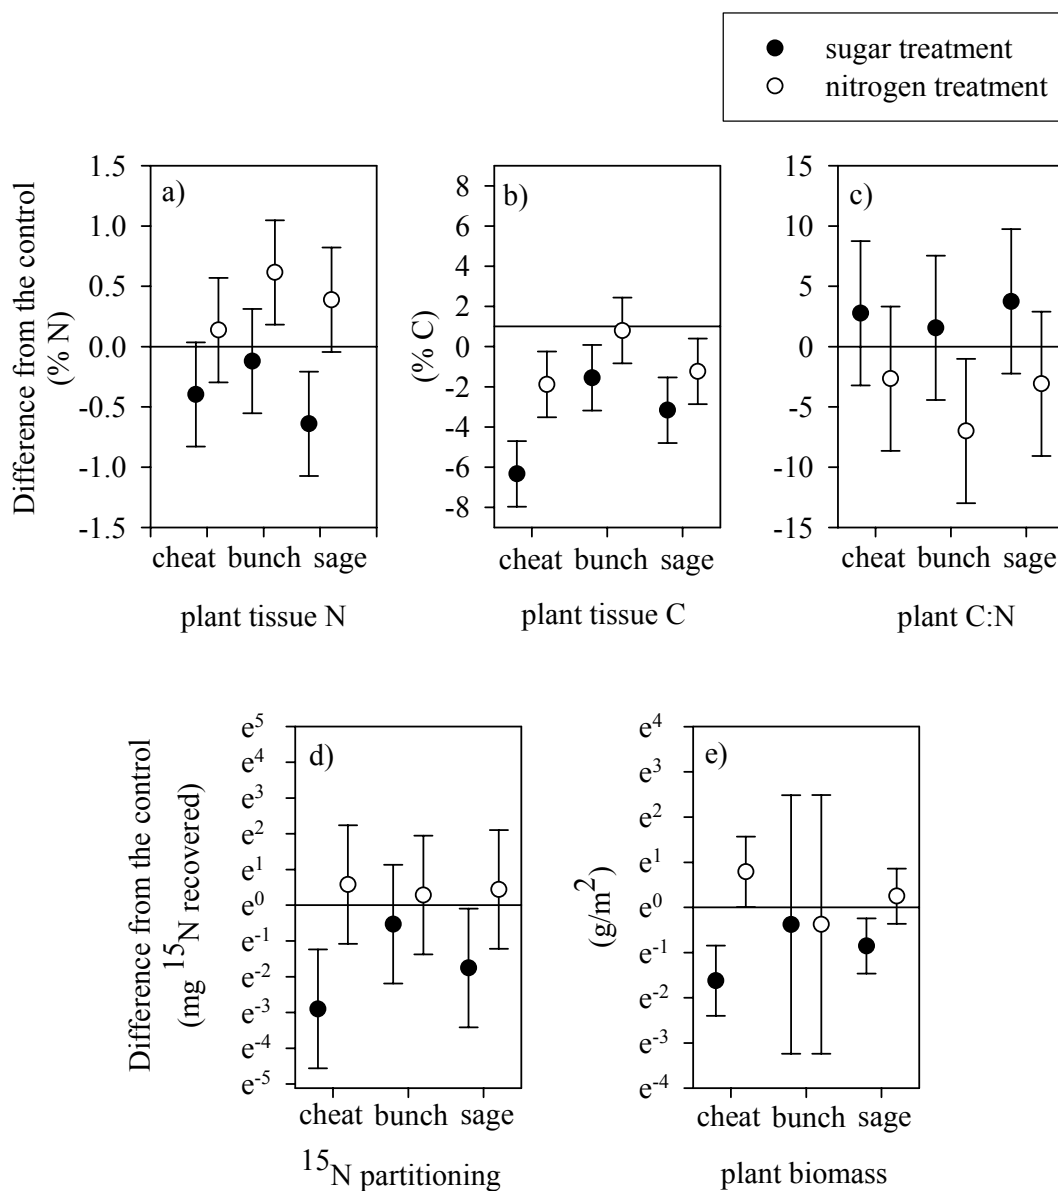 sugar treatment
nitrogen treatment
Difference from the control
(% N)
1.5
1.0
0.5
0.0
-0.5
-1.0
-1.5
a)
cheat bunch sage
plant tissue N
(% C)
8
6
4
2
0
-2
-4
-6
-8
b)
cheat bunch sage
plant tissue C
15
10
5
0
-5
-10
-15
c)
cheat bunch sage
plant C:N
Difference from the control
(mg ¹⁵N recovered)
e⁵
e⁴
e³
e²
e¹
e⁰
e⁻¹
e⁻²
e⁻³
e⁻⁴
e⁻⁵
d)
cheat bunch sage
¹⁵N partitioning
(g/m²)
e⁴
e³
e²
e¹
e⁰
e⁻¹
e⁻²
e⁻³
e⁻⁴
e)
cheat bunch sage
plant biomass